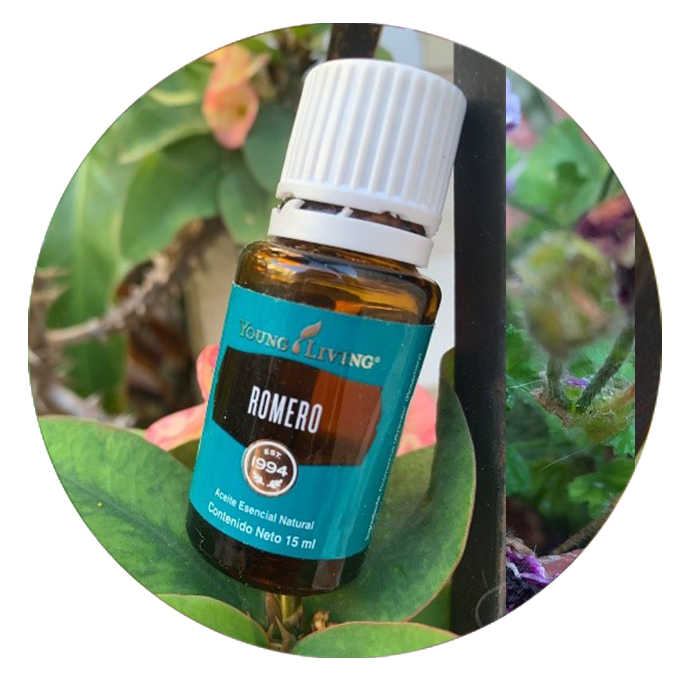 YOUNG LIVING®
ROMERO
EST.
1994
Aceite Esencial Natural
Contenido Neto 15 ml